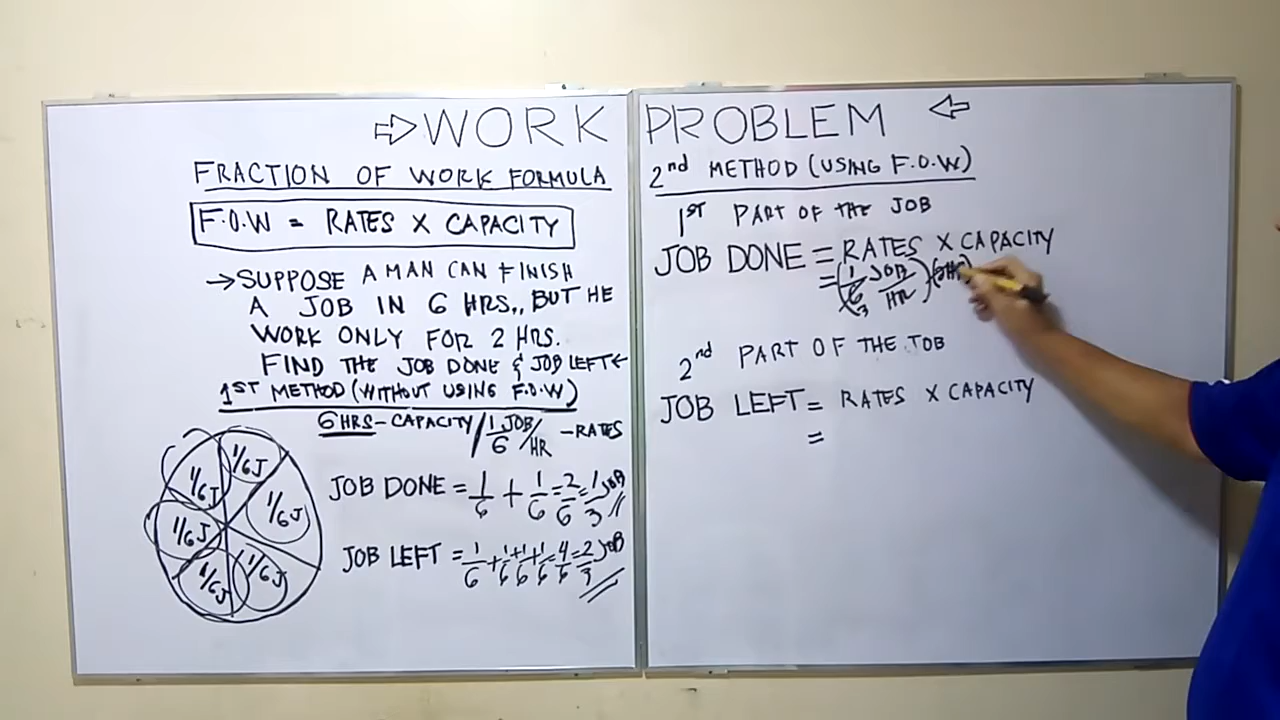 ⇒ WORK PROBLEM ⇐
FRACTION OF WORK FORMULA
F.O.W = RATES X CAPACITY
→ SUPPOSE A MAN CAN FINISH
A JOB IN 6 HRS., BUT HE
WORK ONLY FOR 2 HRS.
FIND THE JOB DONE & JOB LEFT ←
1ST METHOD (WITHOUT USING F.O.W)
6HRS - CAPACITY / 1/6 JOB/HR - RATES
1/6J
1/6J
1/6J
1/6J
1/6J
1/6J
JOB DONE = 1/6 + 1/6 = 2/6 = 1/3 JOB
JOB LEFT = 1/6 + 1/6 + 1/6 + 1/6 = 4/6 = 2/3 JOB
2nd METHOD (USING F.O.W)
1ST PART OF THE JOB
JOB DONE = RATES X CAPACITY
= (1/6 3 JOB/HR)(2HR)
2nd PART OF THE JOB
JOB LEFT = RATES X CAPACITY
=